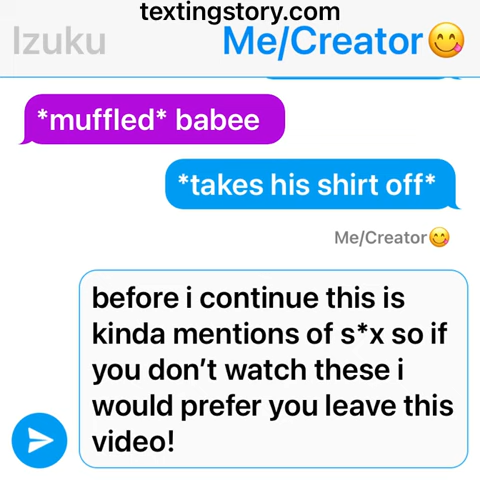 textingstory.com
Izuku
Me/Creator😋
*muffled* babee
*takes his shirt off*
Me/Creator😋
before i continue this is
kinda mentions of s*x so if
you don’t watch these i
would prefer you leave this
video!